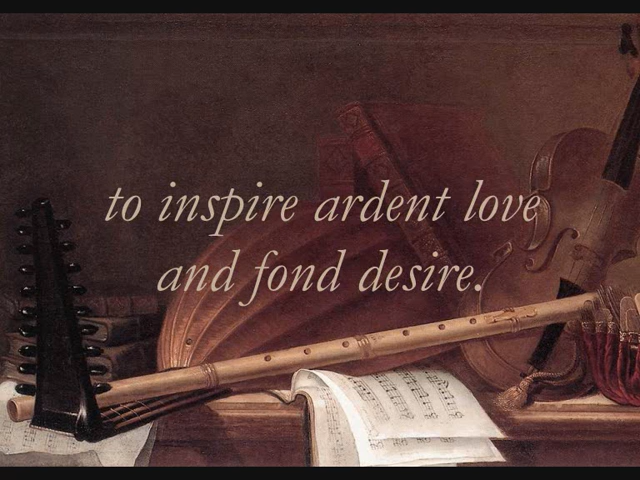 to inspire ardent love
and fond desire.